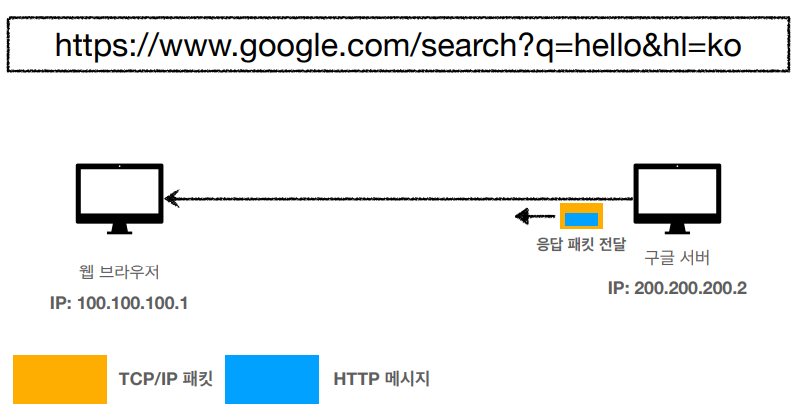 https://www.google.com/search?q=hello&hl=ko
응답 패킷 전달
웹 브라우저
구글 서버
IP: 100.100.100.1
IP: 200.200.200.2
TCP/IP 패킷
HTTP 메시지